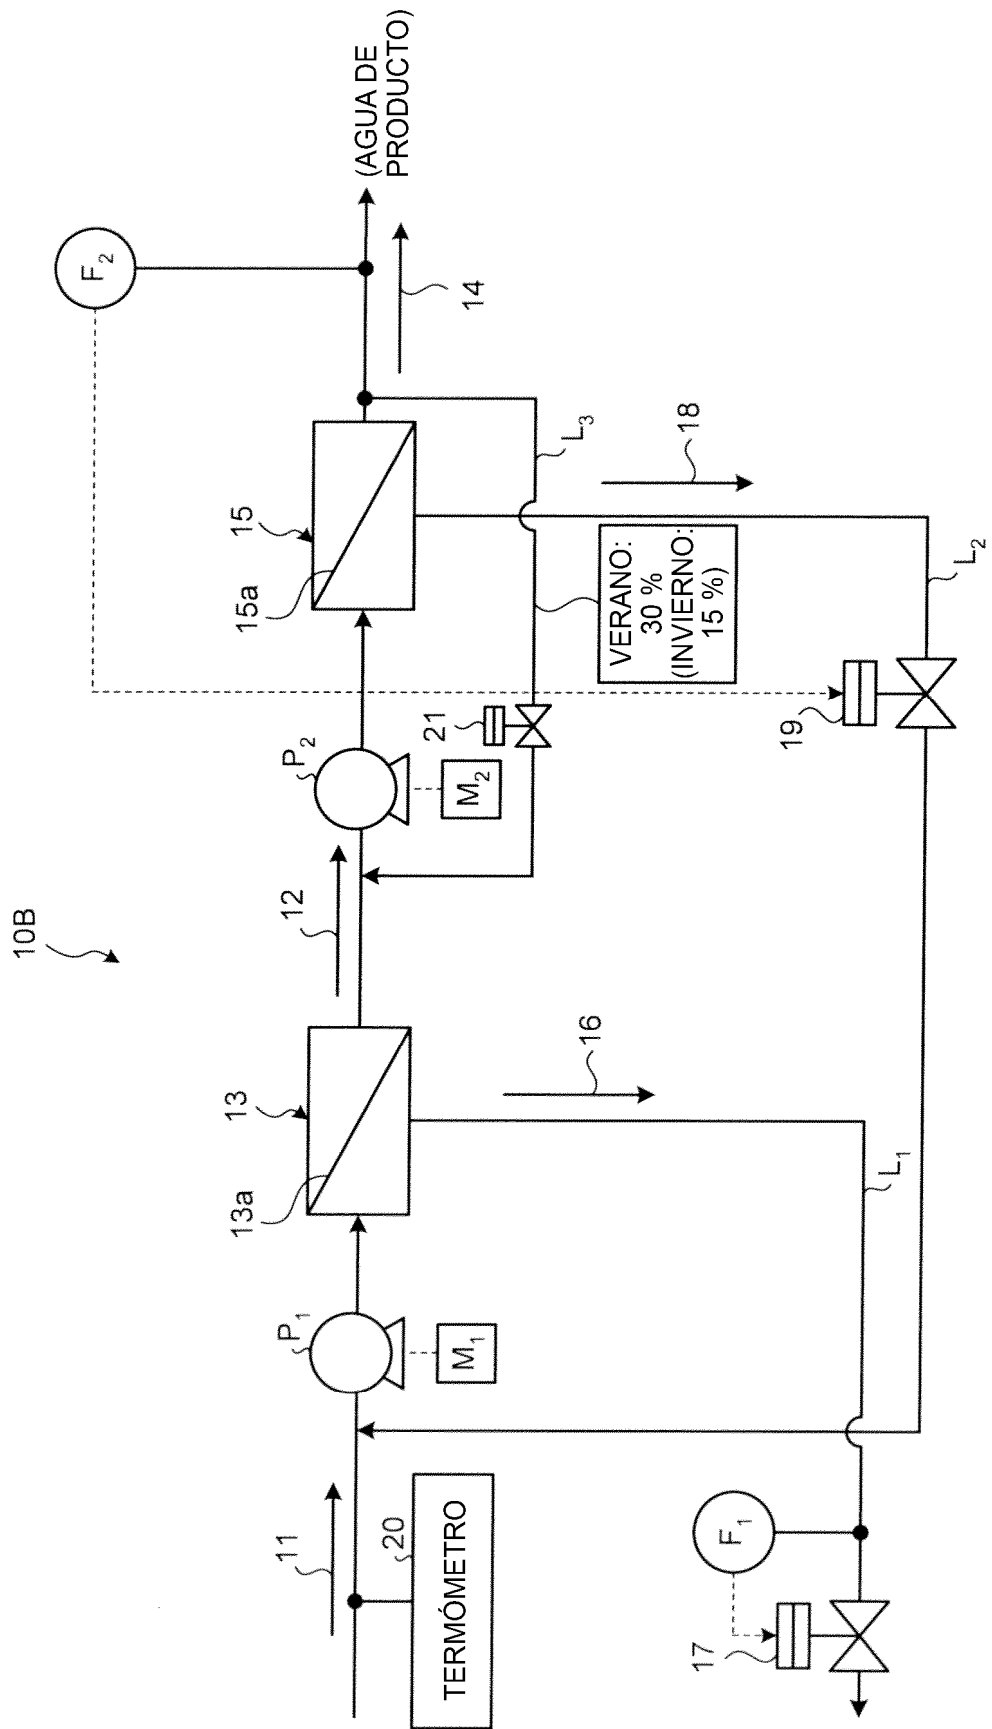 10B
F₂
(AGUA DE
PRODUCTO)
14
15
15a
P₂
M₂
L₃
18
VERANO:
30 %
(INVIERNO:
15 %)
21
19
L₂
12
13
13a
16
P₁
M₁
L₁
11
20
TERMÓMETRO
F₁
17